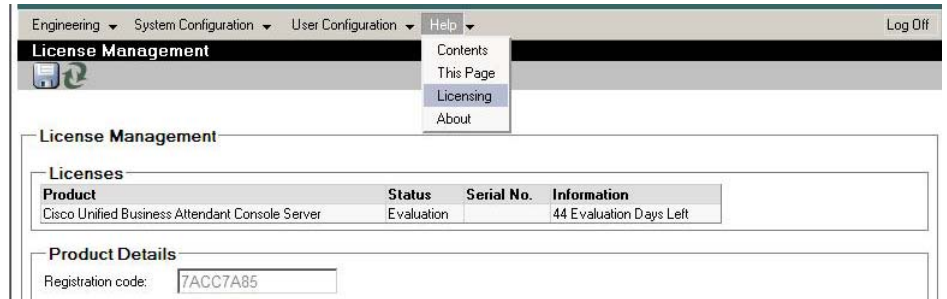 Engineering System Configuration User Configuration Help Log Off
License Management
Contents
This Page
Licensing
About
License Management
Licenses
Product Status Serial No. Information
Cisco Unified Business Attendant Console Server Evaluation 44 Evaluation Days Left
Product Details
Registration code: 7ACC7A85